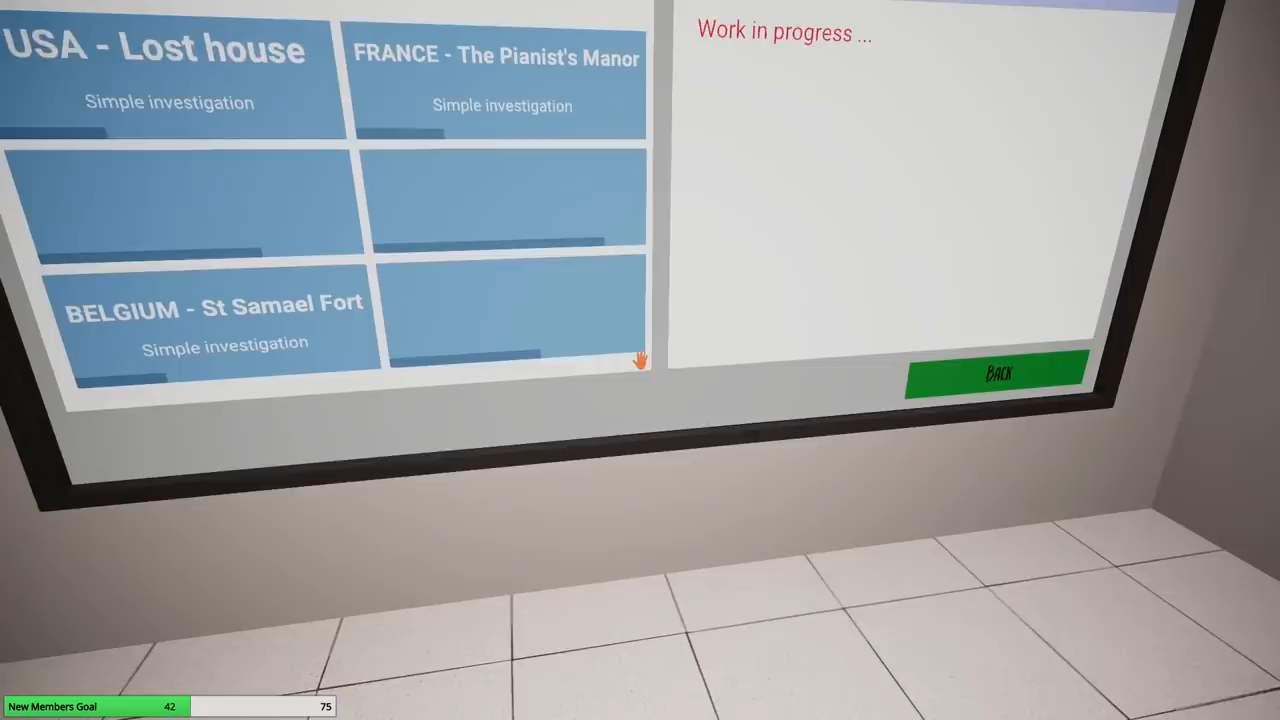 USA - Lost house
Simple investigation
FRANCE - The Pianist's Manor
Simple investigation
BELGIUM - St Samael Fort
Simple investigation
Work in progress ...
BACK
New Members Goal 42 75